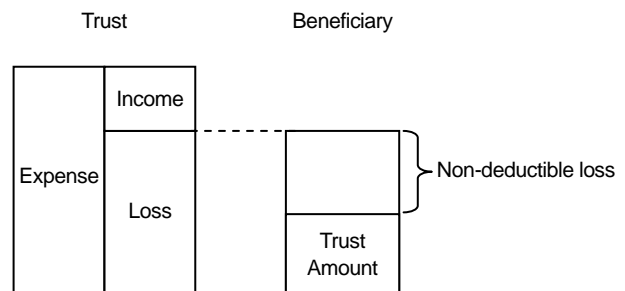 Trust
Beneficiary
Income
Expense
Loss
Non-deductible loss
Trust
Amount